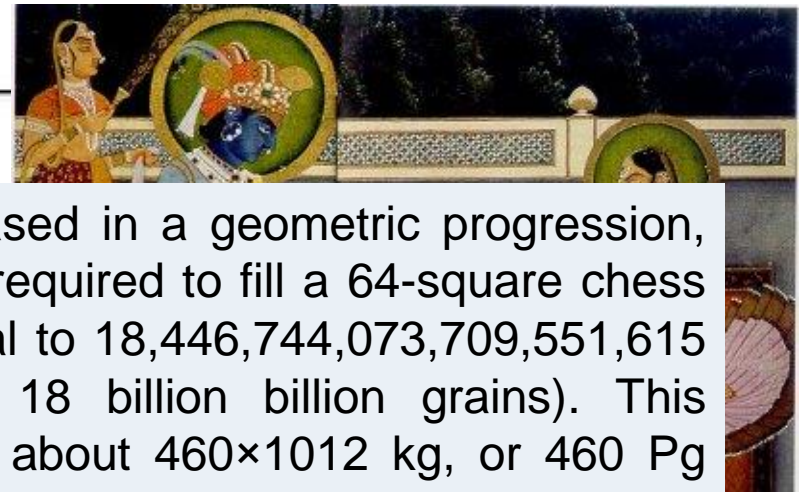 sed in a geometric progression,
required to fill a 64-square chess
al to 18,446,744,073,709,551,615
18 billion billion grains). This
about 460×1012 kg, or 460 Pg